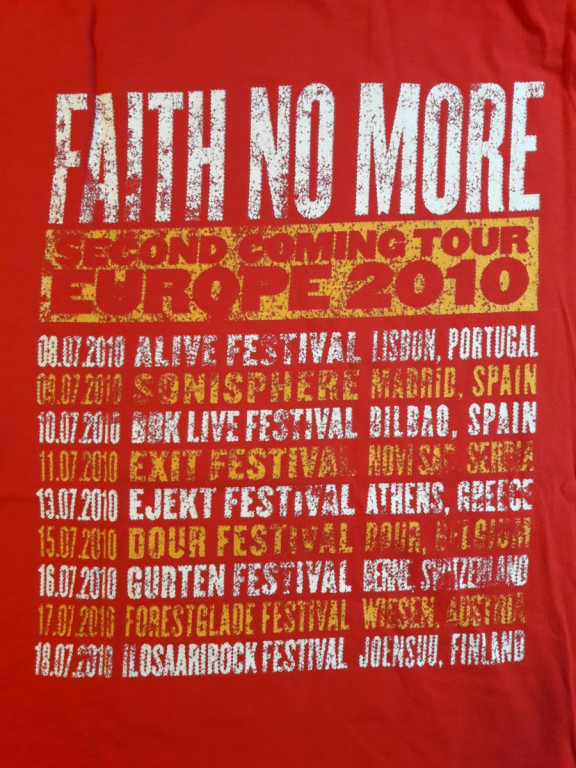 FAITH NO MORE
SECOND COMING TOUR
EUROPE 2010
08.07.2010 ALIVE FESTIVAL LISBON, PORTUGAL
09.07.2010 SONISPHERE MADRID, SPAIN
10.07.2010 BBK LIVE FESTIVAL BILBAO, SPAIN
11.07.2010 EXIT FESTIVAL NOVI SAD, SERBIA
13.07.2010 EJEKT FESTIVAL ATHENS, GREECE
15.07.2010 DOUR FESTIVAL DOUR, BELGIUM
16.07.2010 GURTEN FESTIVAL BERNE, SWITZERLAND
17.07.2010 FORESTGLADE FESTIVAL WIESEN, AUSTRIA
18.07.2010 ILOSAARIROCK FESTIVAL JOENSUU, FINLAND